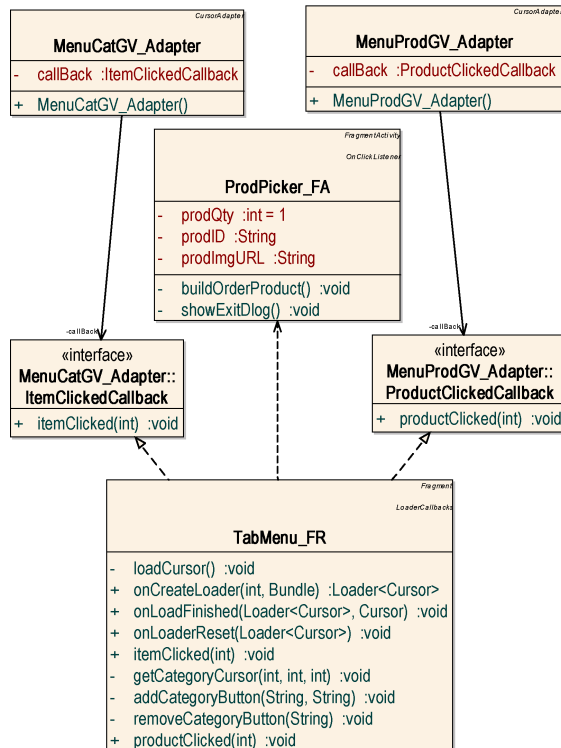 CursorAdapter
MenuCatGV_Adapter
- callBack :ItemClickedCallback
+ MenuCatGV_Adapter()
CursorAdapter
MenuProdGV_Adapter
- callBack :ProductClickedCallback
+ MenuProdGV_Adapter()
FragmentActivity
OnClickListener
ProdPicker_FA
- prodQty :int = 1
- prodID :String
- prodImgURL :String
- buildOrderProduct() :void
- showExitDlog() :void
-callBack
«interface»
MenuCatGV_Adapter::
ItemClickedCallback
+ itemClicked(int) :void
-callBack
«interface»
MenuProdGV_Adapter::
ProductClickedCallback
+ productClicked(int) :void
Fragment
LoaderCallbacks
TabMenu_FR
- loadCursor() :void
+ onCreateLoader(int, Bundle) :Loader<Cursor>
+ onLoadFinished(Loader<Cursor>, Cursor) :void
+ onLoaderReset(Loader<Cursor>) :void
+ itemClicked(int) :void
- getCategoryCursor(int, int, int) :void
- addCategoryButton(String, String) :void
- removeCategoryButton(String) :void
+ productClicked(int) :void